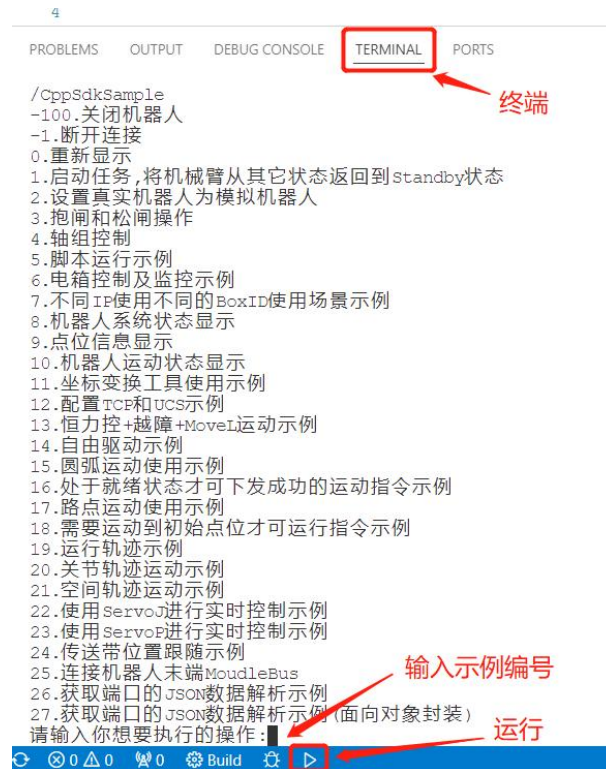 4
PROBLEMS OUTPUT DEBUG CONSOLE TERMINAL PORTS
/CppSdkSample
终端
-100.关闭机器人
-1.断开连接
0.重新显示
1.启动任务,将机械臂从其它状态返回到Standby状态
2.设置真实机器人为模拟机器人
3.抱闸和松闸操作
4.轴组控制
5.脚本运行示例
6.电箱控制及监控示例
7.不同IP使用不同的BoxID使用场景示例
8.机器人系统状态显示
9.点位信息显示
10.机器人运动状态显示
11.坐标变换工具使用示例
12.配置TCP和UCS示例
13.恒力控+越障+MoveL运动示例
14.自由驱动示例
15.圆弧运动使用示例
16.处于就绪状态才可下发成功的运动指令示例
17.路点运动使用示例
18.需要运动到初始点位才可运行指令示例
19.运行轨迹示例
20.关节轨迹运动示例
21.空间轨迹运动示例
22.使用ServoJ进行实时控制示例
23.使用ServoP进行实时控制示例
24.传送带位置跟随示例
25.连接机器人末端MoudleBus
输入示例编号
26.获取端口的JSON数据解析示例
27.获取端口的JSON数据解析示例(面向对象封装)
请输入你想要执行的操作:
运行
0 0 0 Build